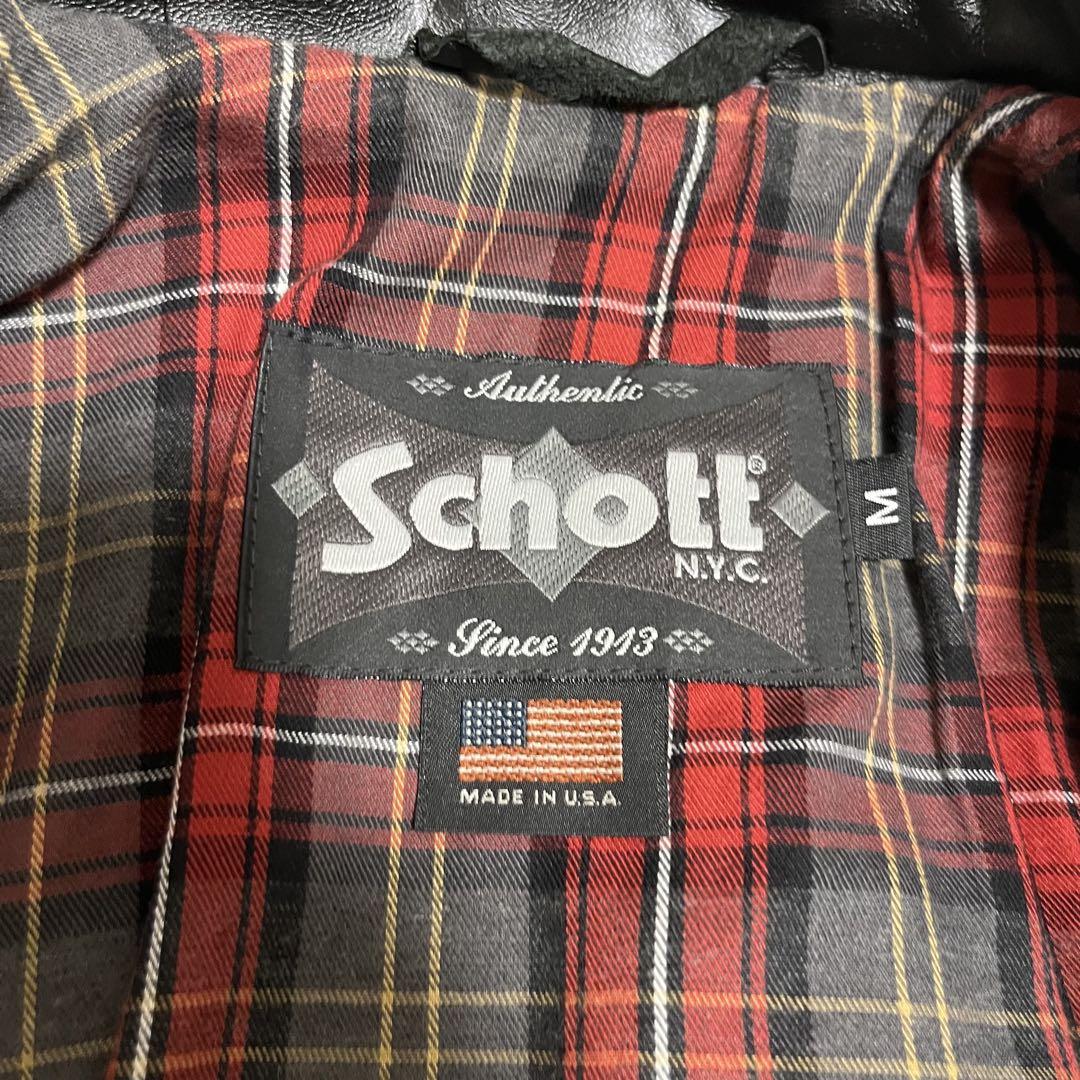 Authentic
Schott®
N.Y.C.
Since 1913
M
MADE IN U.S.A.